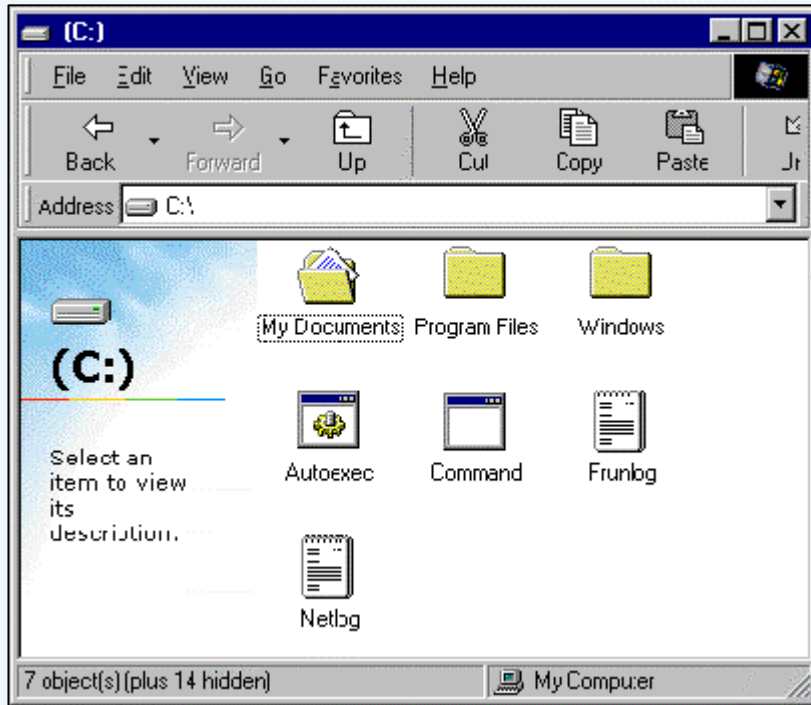 (C:)
File Edit View Go Favorites Help
Back Forward Up Cut Copy Paste
Address C:\
(C:)
Select an
item to view
its
description.
My Documents Program Files Windows
Autoexec Command Frunlog
Netlog
7 object(s) (plus 14 hidden) My Computer